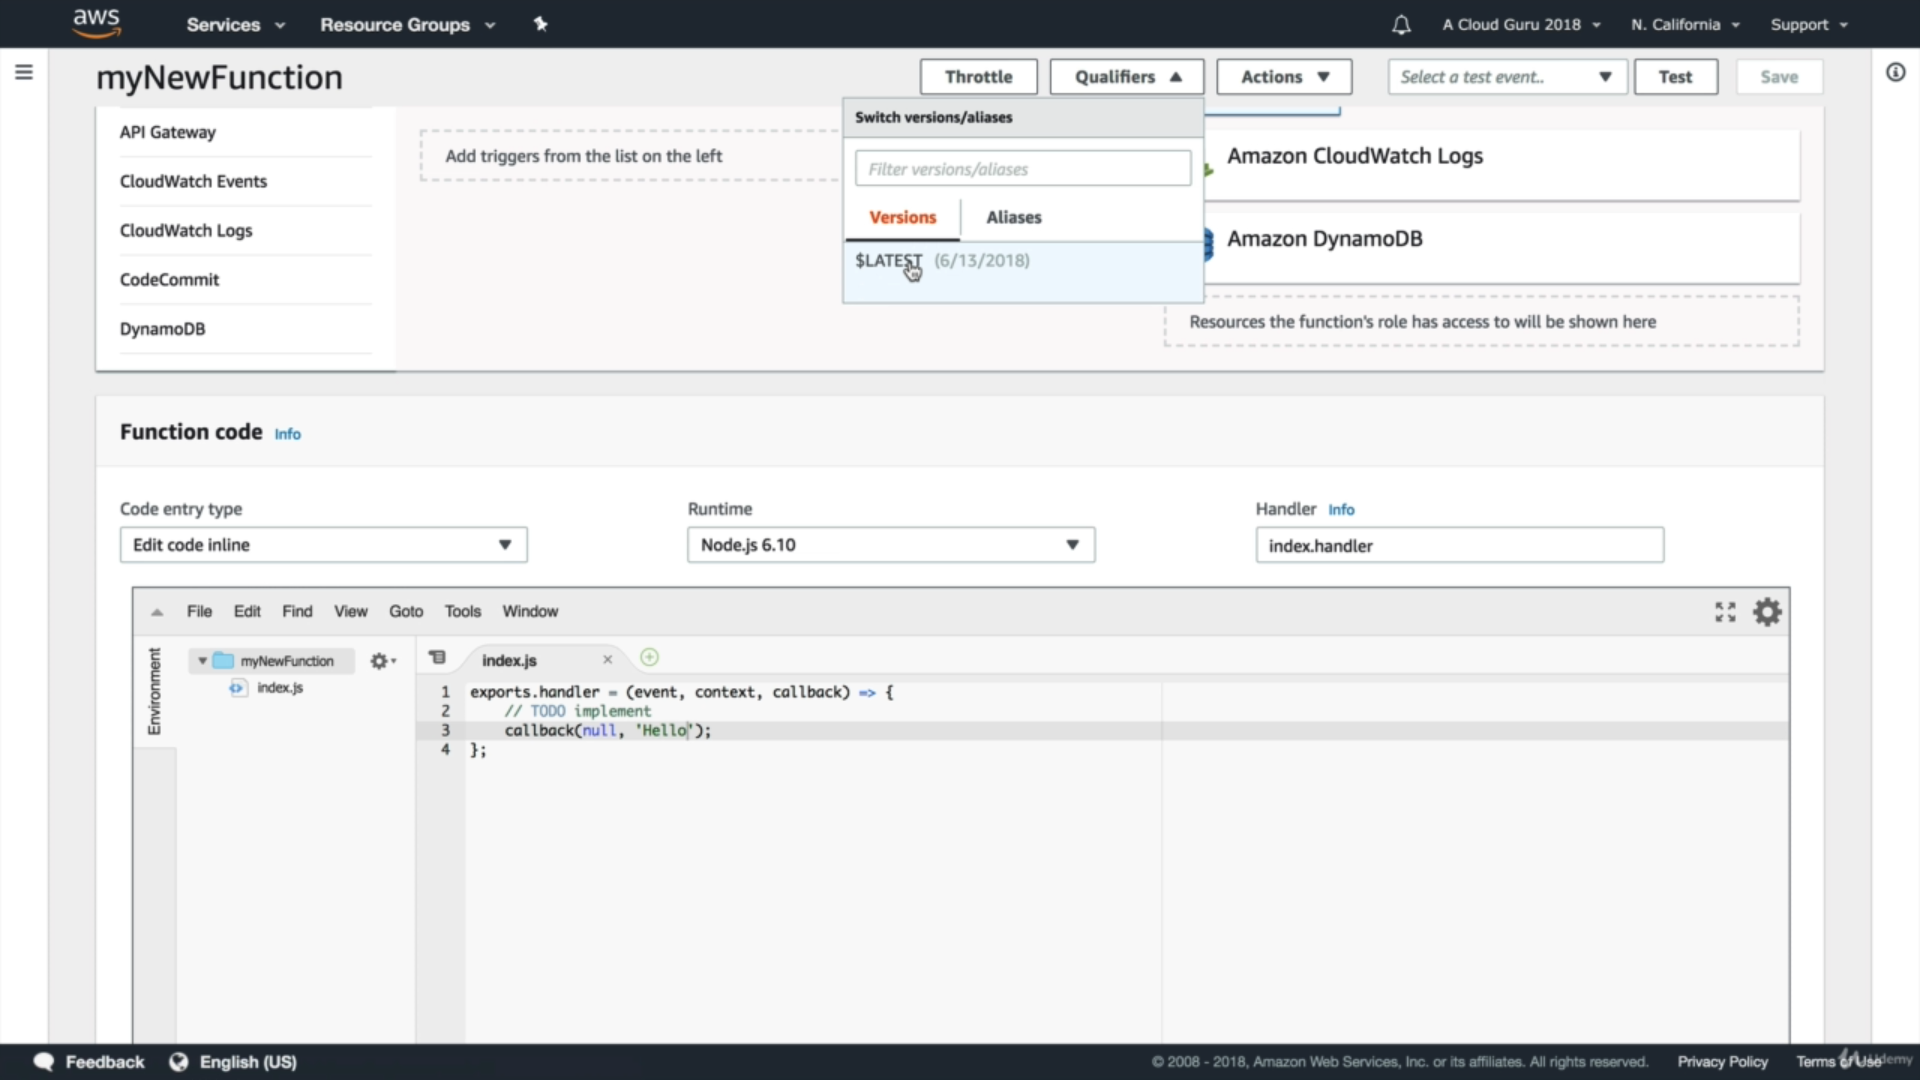 aws
Services
Resource Groups
A Cloud Guru 2018
N. California
Support
myNewFunction
Throttle
Qualifiers
Actions
Select a test event..
Test
Save
Switch versions/aliases
Filter versions/aliases
Versions
Aliases
$LATEST (6/13/2018)
API Gateway
CloudWatch Events
CloudWatch Logs
CodeCommit
DynamoDB
Add triggers from the list on the left
Amazon CloudWatch Logs
Amazon DynamoDB
Resources the function's role has access to will be shown here
Function code Info
Code entry type
Edit code inline
Runtime
Node.js 6.10
Handler Info
index.handler
File Edit Find View Goto Tools Window
Environment
myNewFunction
index.js
index.js
1 exports.handler = (event, context, callback) => {
2 // TODO implement
3 callback(null, 'Hello');
4 };
Feedback
English (US)
© 2008 - 2018, Amazon Web Services, Inc. or its affiliates. All rights reserved.
Privacy Policy
Terms of Use